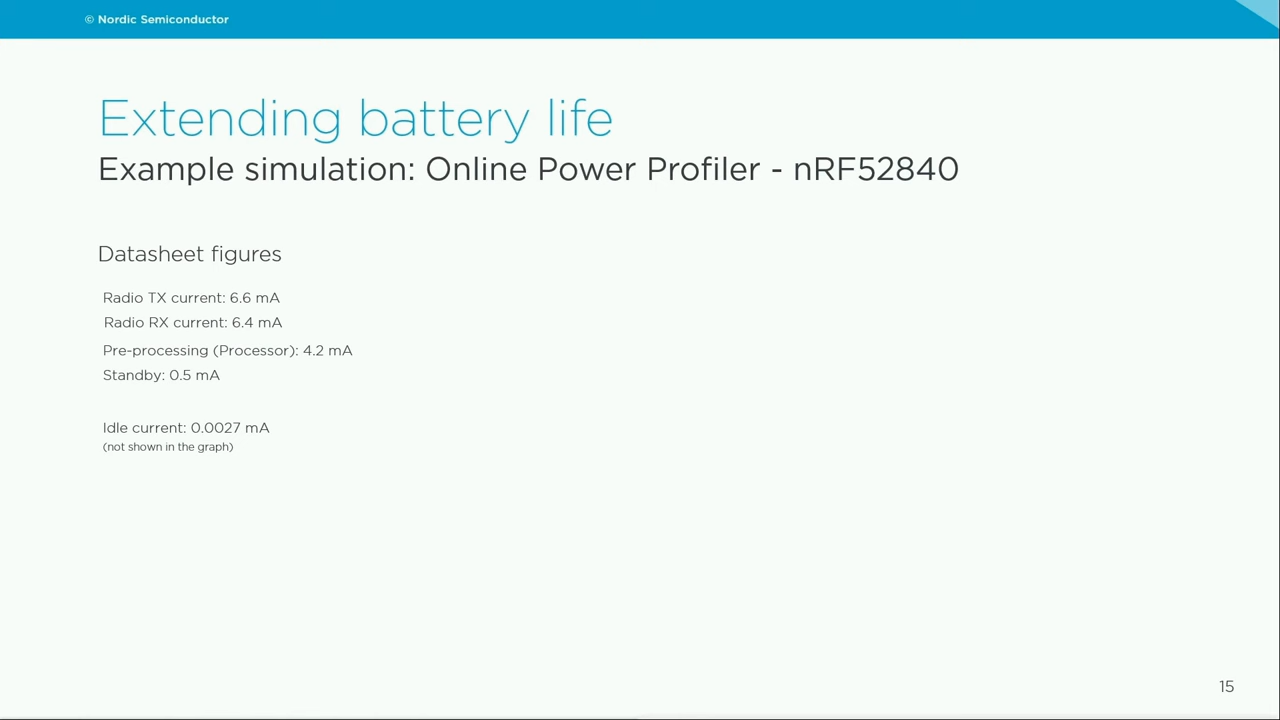 © Nordic Semiconductor
Extending battery life
Example simulation: Online Power Profiler - nRF52840
Datasheet figures
Radio TX current: 6.6 mA
Radio RX current: 6.4 mA
Pre-processing (Processor): 4.2 mA
Standby: 0.5 mA
Idle current: 0.0027 mA
(not shown in the graph)
15